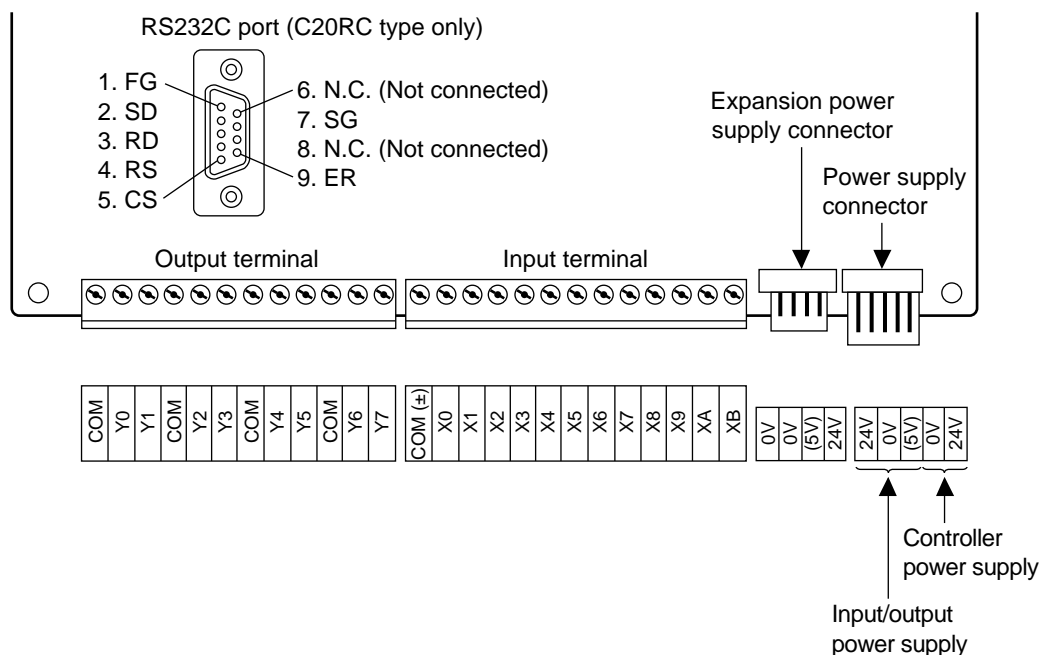 RS232C port (C20RC type only)
1. FG
2. SD
3. RD
4. RS
5. CS
6. N.C. (Not connected)
7. SG
8. N.C. (Not connected)
9. ER
Expansion power
supply connector
Power supply
connector
Output terminal
Input terminal
COM Y0 Y1 COM Y2 Y3 COM Y4 Y5 COM Y6 Y7
COM (±) X0 X1 X2 X3 X4 X5 X6 X7 X8 X9 XA XB
0V 0V (5V) 24V
24V 0V (5V) 0V 24V
Controller
power supply
Input/output
power supply